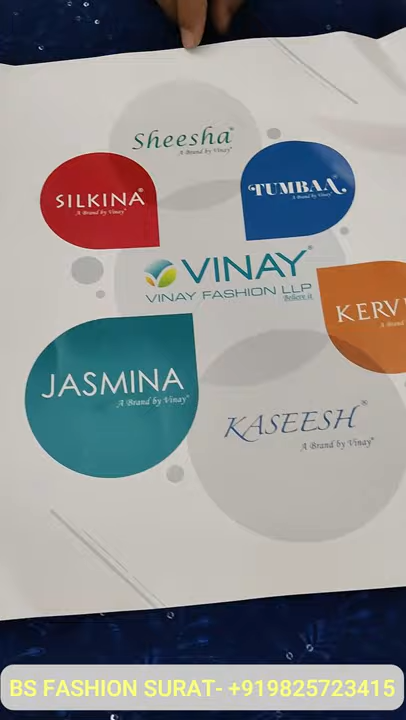 Sheesha®
A Brand by Vinay®
SILKINA®
A Brand by Vinay®
TUMBAA®
A Brand by Vinay®
VINAY®
VINAY FASHION LLP
Believe it
KERV
A Brand
JASMINA
A Brand by Vinay®
KASEESH®
A Brand by Vinay®
BS FASHION SURAT- +919825723415